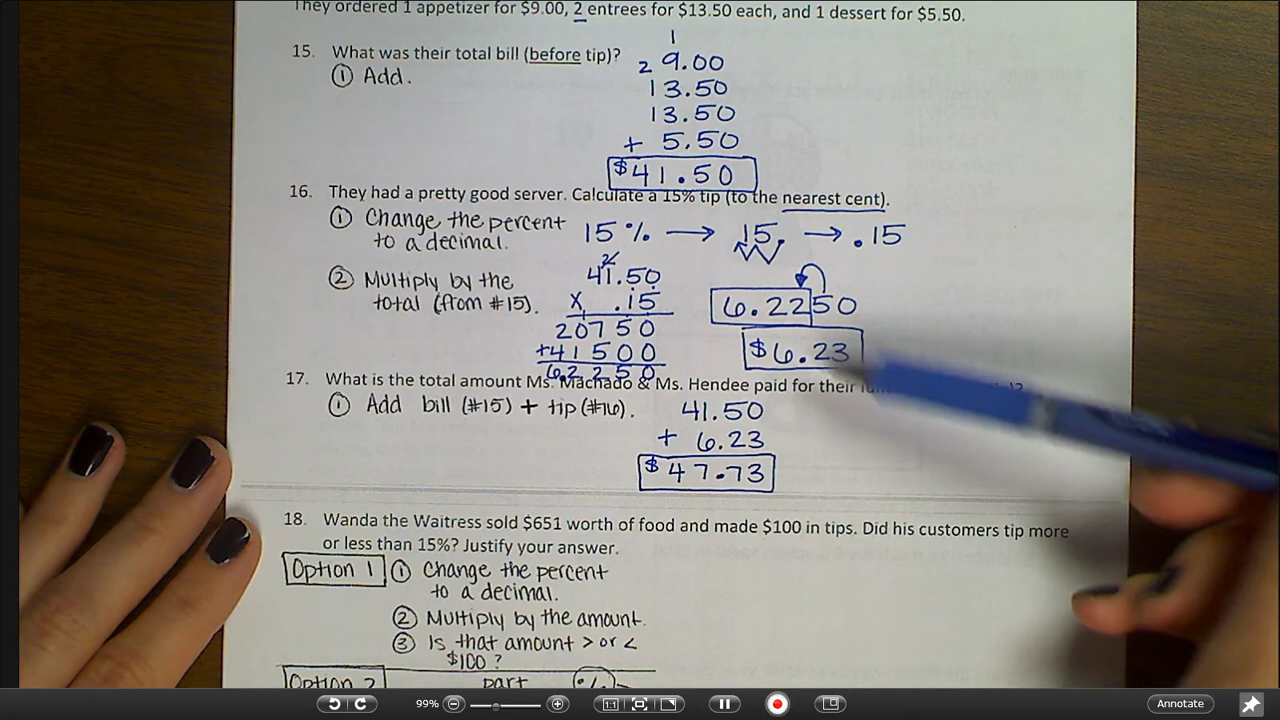 They ordered 1 appetizer for $9.00, 2 entrees for $13.50 each, and 1 dessert for $5.50.
15. What was their total bill (before tip)?
① Add.
1
2 9.00
13.50
13.50
+ 5.50
$41.50
16. They had a pretty good server. Calculate a 15% tip (to the nearest cent).
① Change the percent
to a decimal.
15% → 15. → .15
② Multiply by the
total (from #15).
2
41.50
x .15
20750
+41500
6.2250
6.2250
$6.23
17. What is the total amount Ms. Machado & Ms. Hendee paid for their
① Add bill (#15) + tip (#16).
41.50
+ 6.23
$47.73
18. Wanda the Waitress sold $651 worth of food and made $100 in tips. Did his customers tip more
or less than 15%? Justify your answer.
Option 1 ① Change the percent
to a decimal.
② Multiply by the amount.
③ Is that amount > or <
$100 ?
Option 2 part %
99%
1:1
Annotate